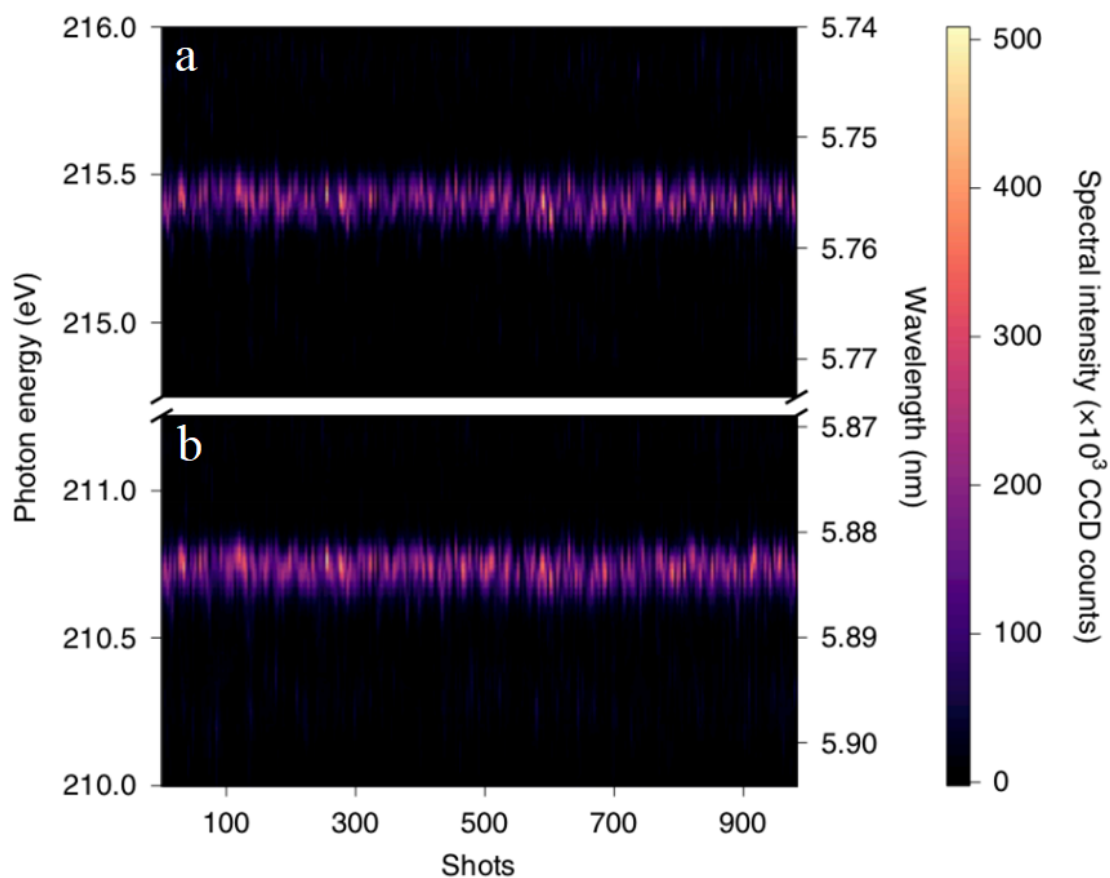 a
216.0
215.5
215.0
5.74
5.75
5.76
5.77
b
211.0
210.5
210.0
5.87
5.88
5.89
5.90
Photon energy (eV)
Wavelength (nm)
100 300 500 700 900
Shots
500
400
300
200
100
0
Spectral intensity (×10³ CCD counts)